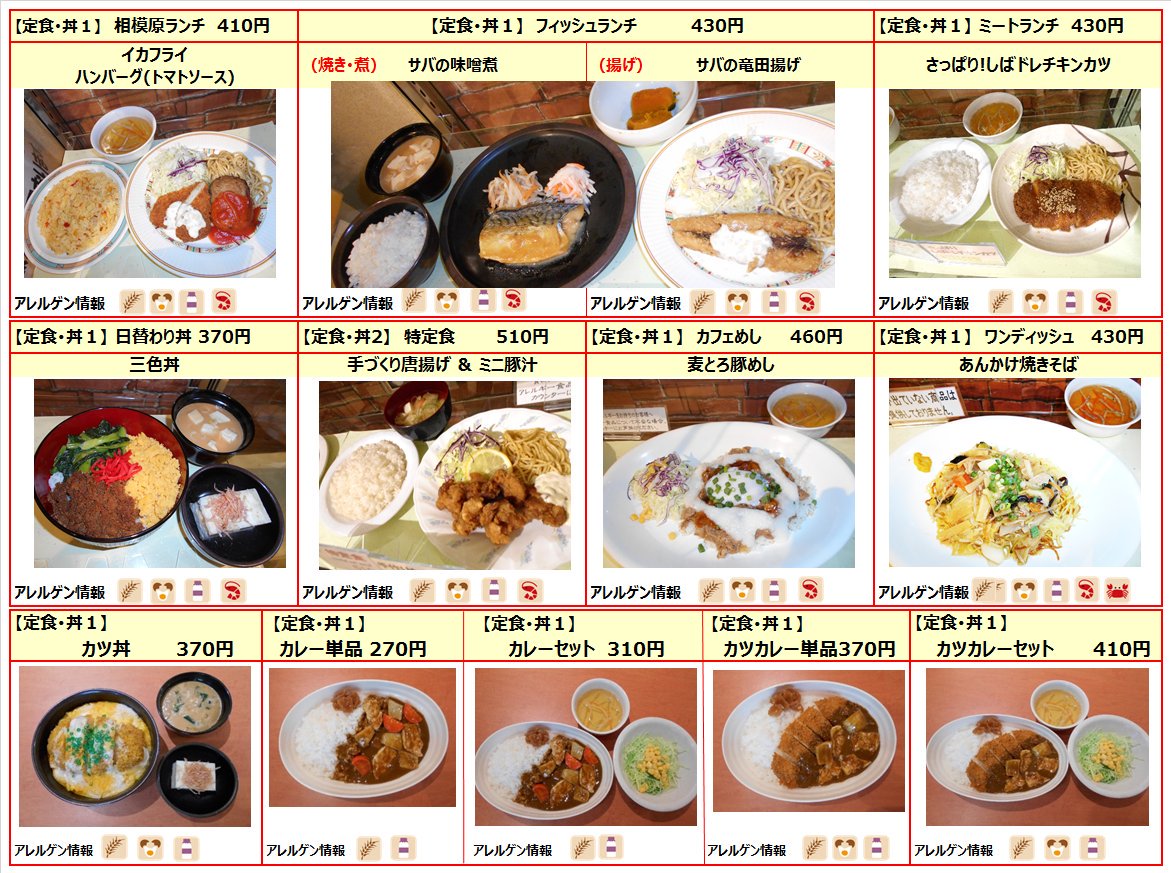 【定食・丼１】 相模原ランチ 410円
イカフライ
ハンバーグ(トマトソース)
アレルゲン情報
【定食・丼１】 フィッシュランチ 430円
(焼き・煮) サバの味噌煮
アレルゲン情報
(揚げ) サバの竜田揚げ
アレルゲン情報
【定食・丼１】 ミートランチ 430円
さっぱり!しばドレチキンカツ
アレルゲン情報
【定食・丼１】 日替わり丼 370円
三色丼
アレルゲン情報
【定食・丼2】 特定食 510円
手づくり唐揚げ ＆ ミニ豚汁
アレルゲン情報
【定食・丼１】 カフェめし 460円
麦とろ豚めし
アレルゲン情報
【定食・丼１】 ワンディッシュ 430円
あんかけ焼きそば
アレルゲン情報
【定食・丼１】
カツ丼 370円
アレルゲン情報
【定食・丼１】
カレー単品 270円
アレルゲン情報
【定食・丼１】
カレーセット 310円
アレルゲン情報
【定食・丼１】
カツカレー単品370円
アレルゲン情報
【定食・丼１】
カツカレーセット 410円
アレルゲン情報